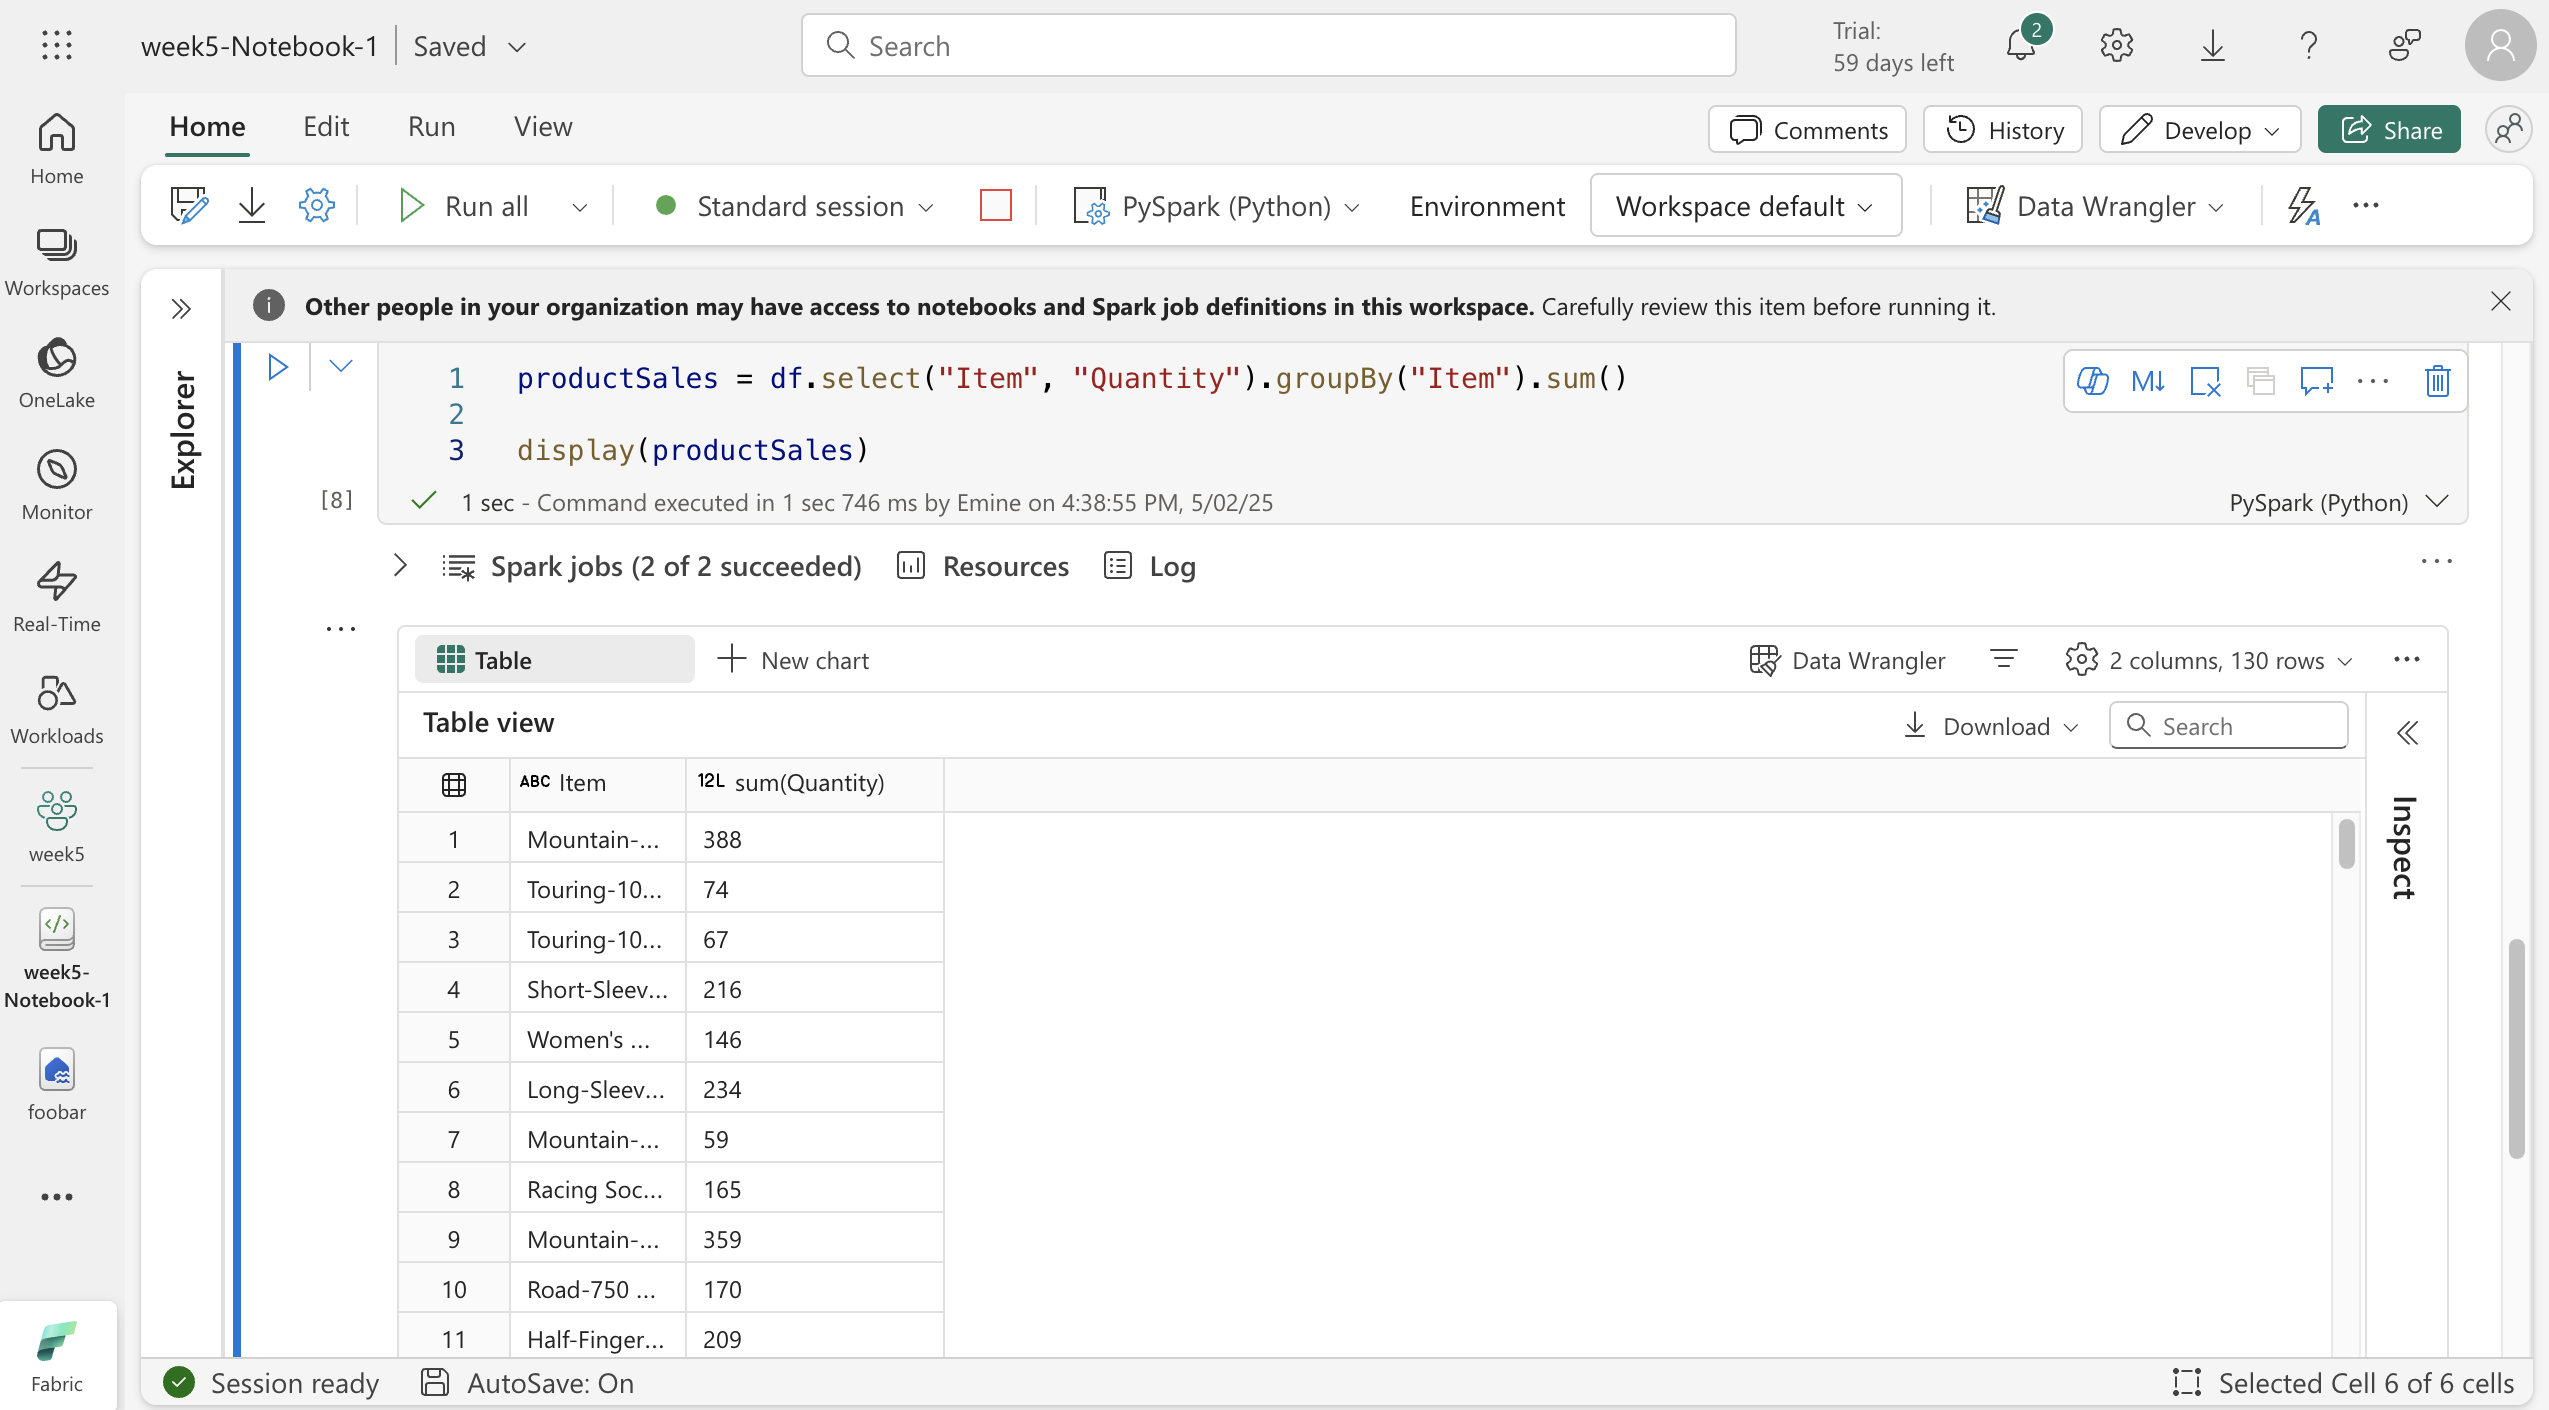 week5-Notebook-1 Saved
Search
Trial:
59 days left
2
Home Edit Run View
Comments History Develop Share
Run all Standard session PySpark (Python) Environment Workspace default Data Wrangler
Home
Workspaces
OneLake
Monitor
Real-Time
Workloads
week5
week5-
Notebook-1
foobar
Fabric
Explorer
Other people in your organization may have access to notebooks and Spark job definitions in this workspace. Carefully review this item before running it.
1 productSales = df.select("Item", "Quantity").groupBy("Item").sum()
2
3 display(productSales)
M↓
[8] 1 sec - Command executed in 1 sec 746 ms by Emine on 4:38:55 PM, 5/02/25 PySpark (Python)
Spark jobs (2 of 2 succeeded) Resources Log
Table New chart Data Wrangler 2 columns, 130 rows
Table view Download Search
Inspect
ABC Item 12L sum(Quantity)
1 Mountain-... 388
2 Touring-10... 74
3 Touring-10... 67
4 Short-Sleev... 216
5 Women's ... 146
6 Long-Sleev... 234
7 Mountain-... 59
8 Racing Soc... 165
9 Mountain-... 359
10 Road-750 ... 170
11 Half-Finger... 209
Session ready AutoSave: On Selected Cell 6 of 6 cells